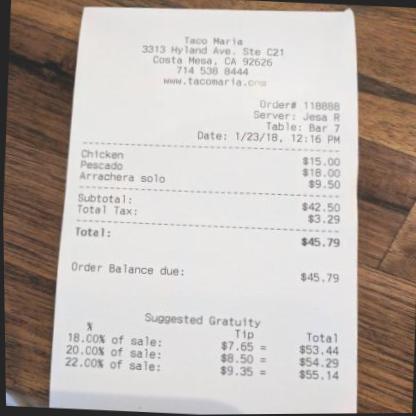 Taco Maria
3313 Hyland Ave. Ste C21
Costa Mesa, CA 92626
714 538 8444
www.tacomaria.org
Order# 118888
Server: Jesa R
Table: Bar 7
Date: 1/23/18, 12:16 PM
Chicken $15.00
Pescado $18.00
Arrachera solo $9.50
Subtotal: $42.50
Total Tax: $3.29
Total: $45.79
Order Balance due: $45.79
Suggested Gratuity
% Tip Total
18.00% of sale: $7.65 = $53.44
20.00% of sale: $8.50 = $54.29
22.00% of sale: $9.35 = $55.14